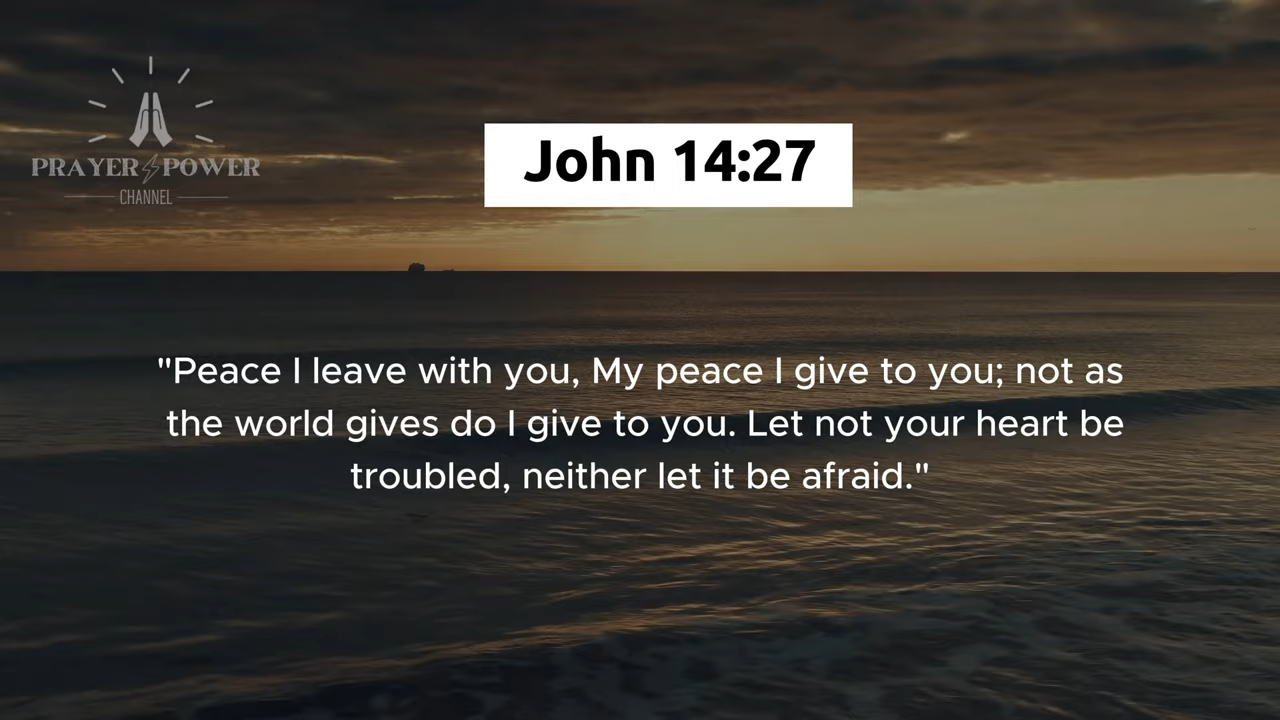 PRAYER POWER
CHANNEL
John 14:27
"Peace I leave with you, My peace I give to you; not as
the world gives do I give to you. Let not your heart be
troubled, neither let it be afraid."